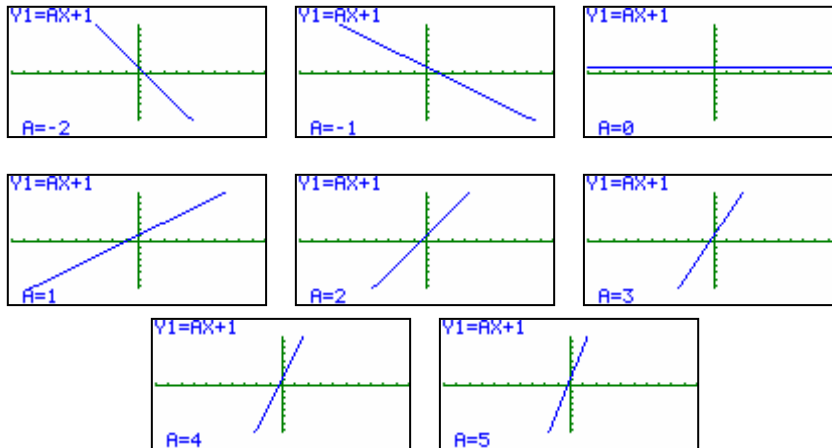 Y1=AX+1
A=-2
Y1=AX+1
A=-1
Y1=AX+1
A=0
Y1=AX+1
A=1
Y1=AX+1
A=2
Y1=AX+1
A=3
Y1=AX+1
A=4
Y1=AX+1
A=5